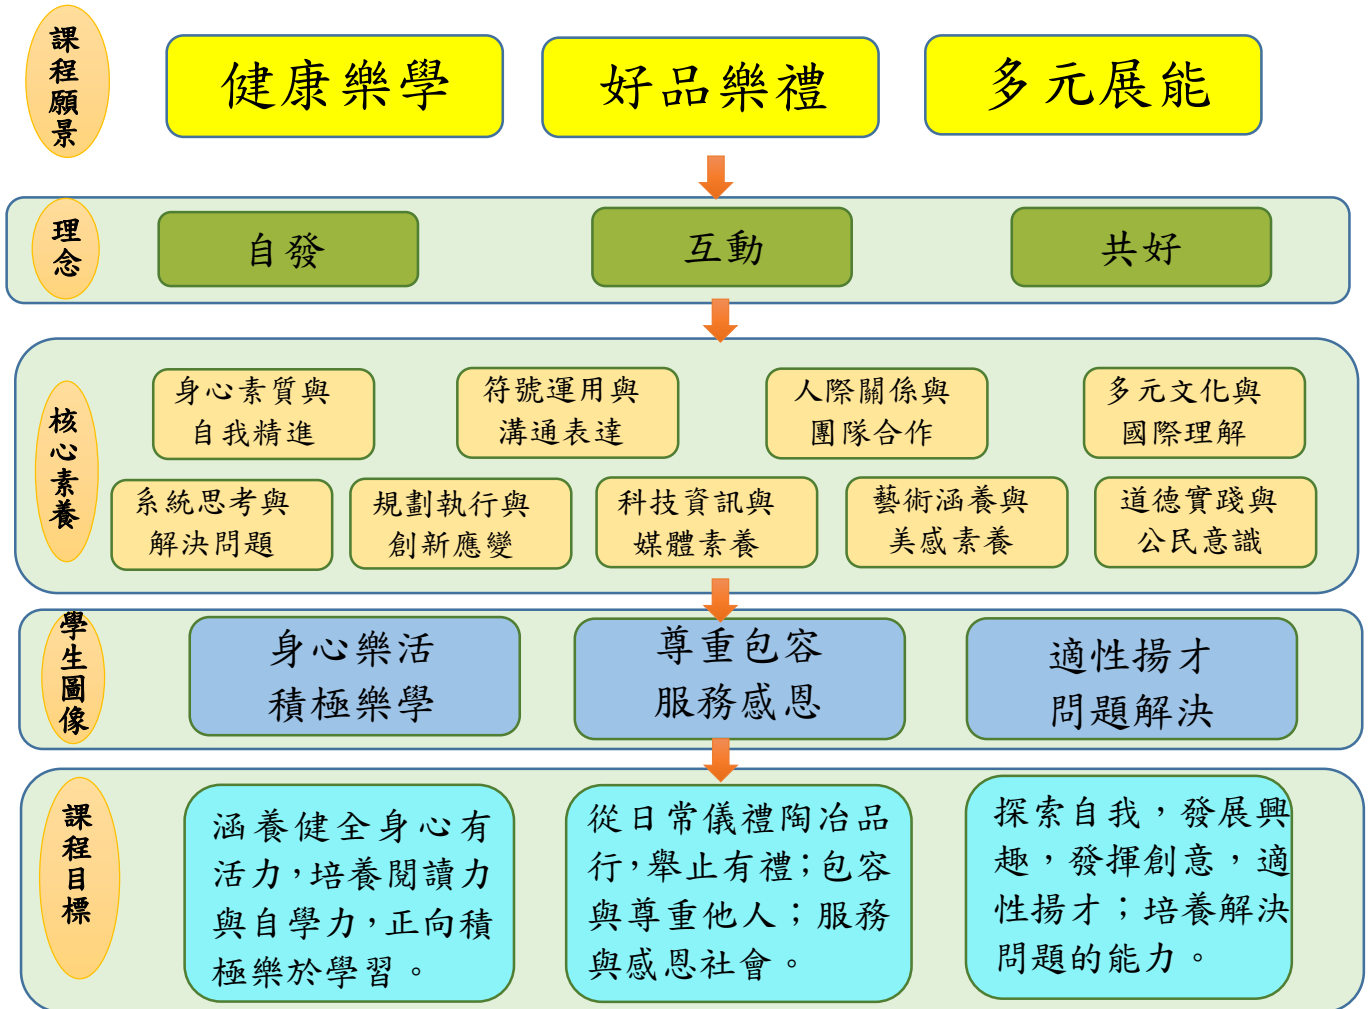 課程願景
健康樂學
好品樂禮
多元展能
理念
自發
互動
共好
核心素養
身心素質與
自我精進
符號運用與
溝通表達
人際關係與
團隊合作
多元文化與
國際理解
系統思考與
解決問題
規劃執行與
創新應變
科技資訊與
媒體素養
藝術涵養與
美感素養
道德實踐與
公民意識
學生圖像
身心樂活
積極樂學
尊重包容
服務感恩
適性揚才
問題解決
課程目標
涵養健全身心有
活力，培養閱讀力
與自學力，正向積
極樂於學習。
從日常儀禮陶冶品
行，舉止有禮；包容
與尊重他人；服務
與感恩社會。
探索自我，發展興
趣，發揮創意，適
性揚才；培養解決
問題的能力。